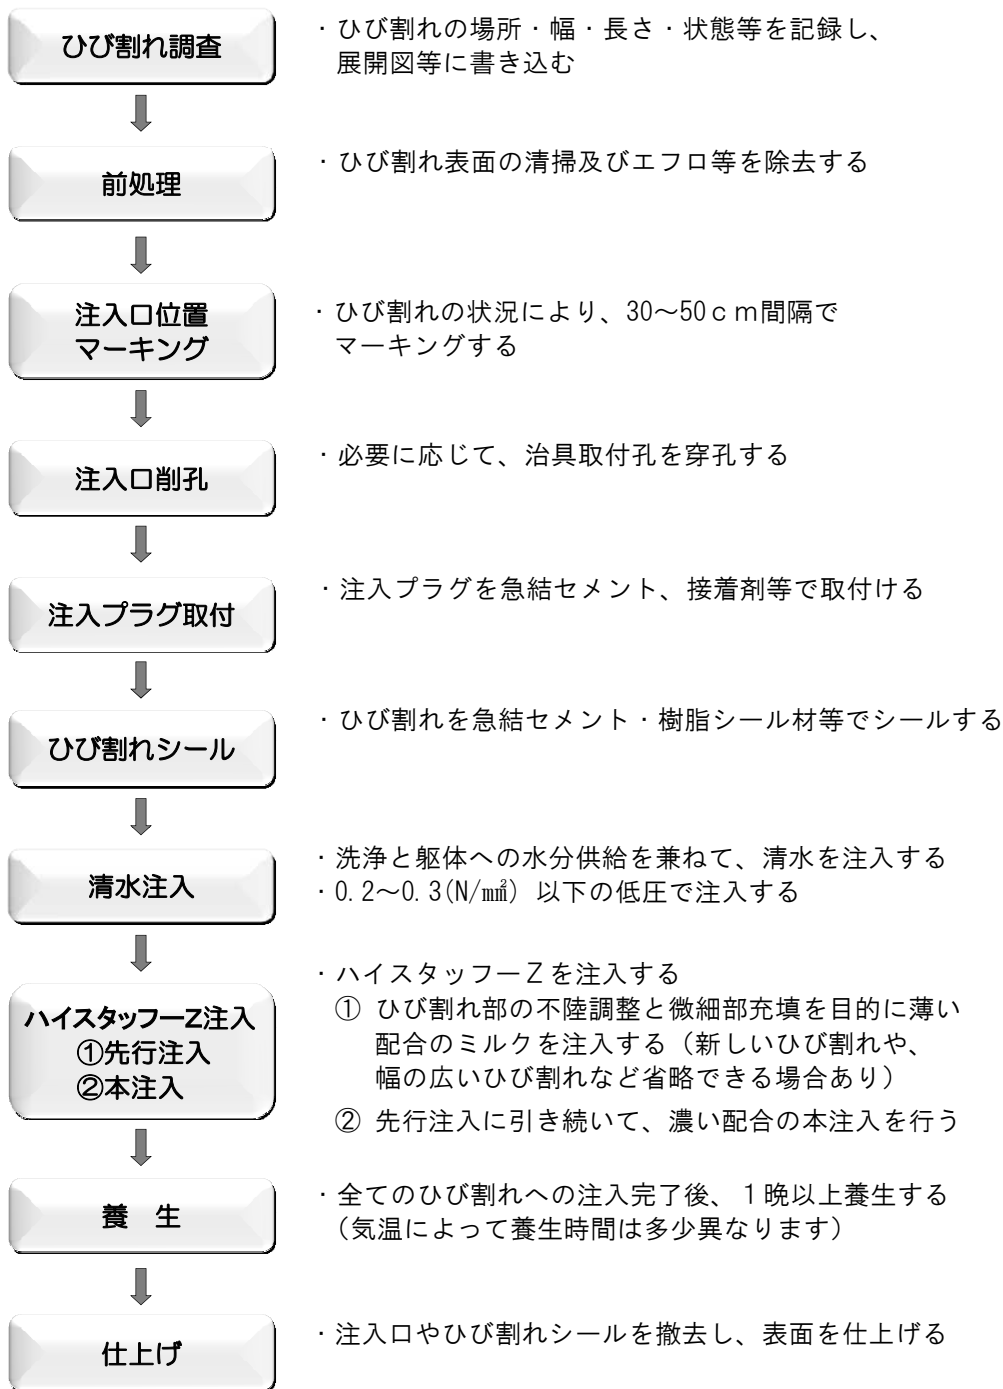 ひび割れ調査
・ひび割れの場所・幅・長さ・状態等を記録し、
展開図等に書き込む
前処理
・ひび割れ表面の清掃及びエフロ等を除去する
注入口位置
マーキング
・ひび割れの状況により、30～50ｃｍ間隔で
マーキングする
注入口削孔
・必要に応じて、治具取付孔を穿孔する
注入プラグ取付
・注入プラグを急結セメント、接着剤等で取付ける
ひび割れシール
・ひび割れを急結セメント・樹脂シール材等でシールする
清水注入
・洗浄と躯体への水分供給を兼ねて、清水を注入する
・0.2～0.3(N/㎟) 以下の低圧で注入する
ハイスタッフーZ注入
①先行注入
②本注入
・ハイスタッフーＺを注入する
① ひび割れ部の不陸調整と微細部充填を目的に薄い
配合のミルクを注入する（新しいひび割れや、
幅の広いひび割れなど省略できる場合あり）
② 先行注入に引き続いて、濃い配合の本注入を行う
養　生
・全てのひび割れへの注入完了後、１晩以上養生する
（気温によって養生時間は多少異なります）
仕上げ
・注入口やひび割れシールを撤去し、表面を仕上げる